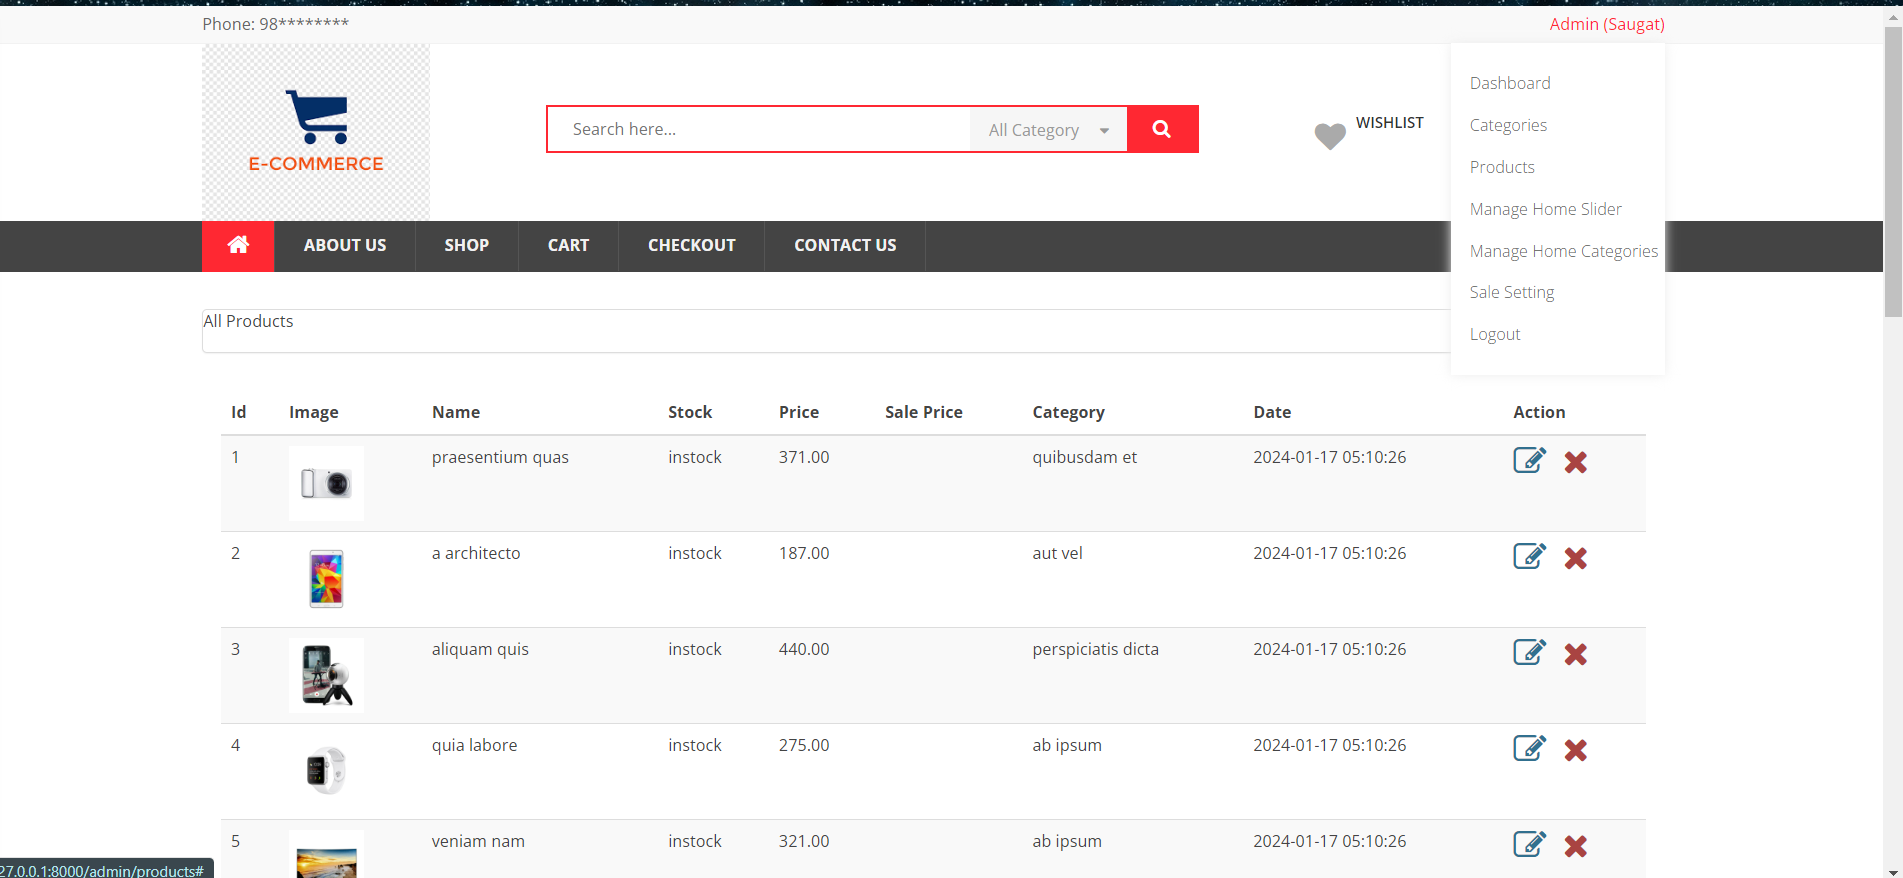 Phone: 98********
Admin (Saugat)
E-COMMERCE
Search here...
All Category
WISHLIST
Dashboard
Categories
Products
Manage Home Slider
Manage Home Categories
Sale Setting
Logout
ABOUT US SHOP CART CHECKOUT CONTACT US
All Products
Id Image Name Stock Price Sale Price Category Date Action
1 praesentium quas instock 371.00 quibusdam et 2024-01-17 05:10:26
2 a architecto instock 187.00 aut vel 2024-01-17 05:10:26
3 aliquam quis instock 440.00 perspiciatis dicta 2024-01-17 05:10:26
4 quia labore instock 275.00 ab ipsum 2024-01-17 05:10:26
5 veniam nam instock 321.00 ab ipsum 2024-01-17 05:10:26
27.0.0.1:8000/admin/products#